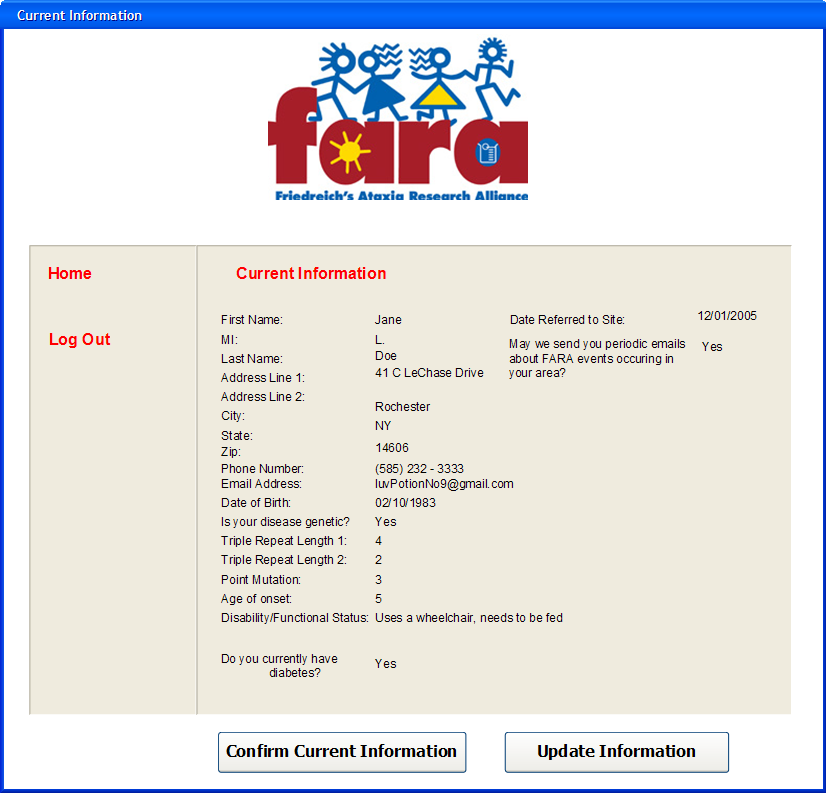 Current Information
fara
Friedreich's Ataxia Research Alliance
Home
Log Out
Current Information
First Name: Jane
MI: L.
Last Name: Doe
Address Line 1: 41 C LeChase Drive
Address Line 2:
City: Rochester
State: NY
Zip: 14606
Phone Number: (585) 232 - 3333
Email Address: luvPotionNo9@gmail.com
Date of Birth: 02/10/1983
Is your disease genetic? Yes
Triple Repeat Length 1: 4
Triple Repeat Length 2: 2
Point Mutation: 3
Age of onset: 5
Disability/Functional Status: Uses a wheelchair, needs to be fed
Do you currently have
diabetes? Yes
Date Referred to Site: 12/01/2005
May we send you periodic emails Yes
about FARA events occuring in
your area?
Confirm Current Information
Update Information